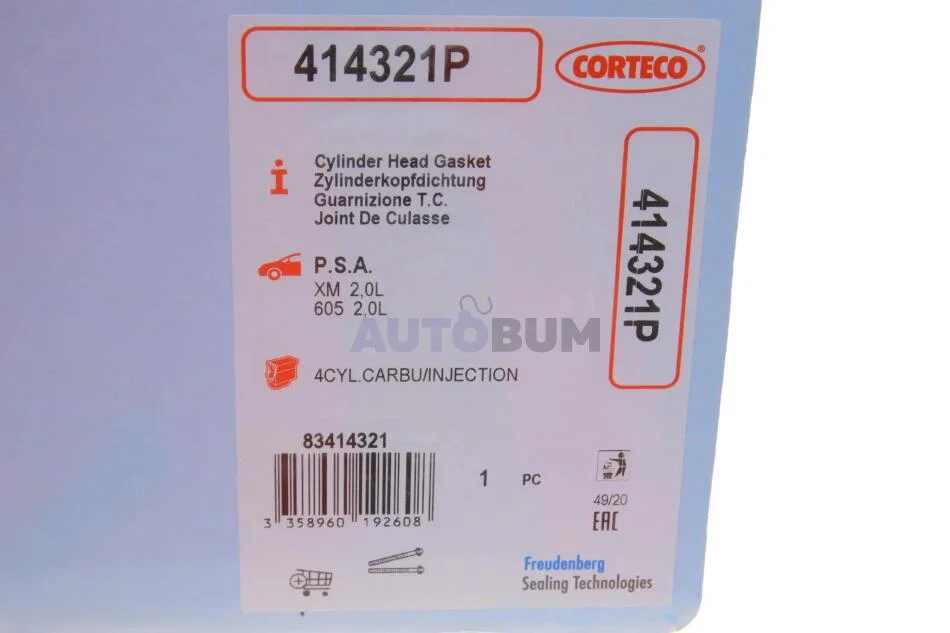 414321P
CORTECO®
Cylinder Head Gasket
Zylinderkopfdichtung
Guarnizione T.C.
Joint De Culasse
414321P
P.S.A.
XM 2,0L
605 2,0L
AUTOBUM
4CYL.CARBU/INJECTION
83414321
1 PC
3 358960 192608
49/20
EAC
Freudenberg
Sealing Technologies